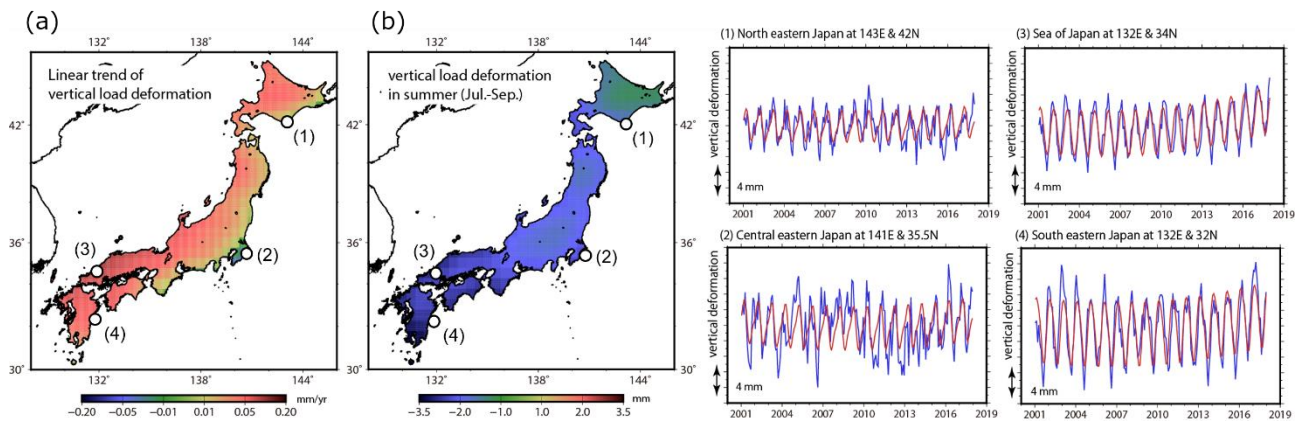 (a)
132° 138° 144°
Linear trend of
vertical load deformation
42°
36°
30°
(1)
(2)
(3)
(4)
132° 138° 144°
−0.20 −0.05 −0.01 0.01 0.05 0.20 mm/yr
(b)
132° 138° 144°
vertical load deformation
in summer (Jul.-Sep.)
42°
36°
30°
(1)
(2)
(3)
(4)
132° 138° 144°
−3.5 −2.0 −1.0 1.0 2.0 3.5 mm
(1) North eastern Japan at 143E & 42N
vertical deformation
4 mm
2001 2004 2007 2010 2013 2016 2019
(3) Sea of Japan at 132E & 34N
vertical deformation
4 mm
2001 2004 2007 2010 2013 2016 2019
(2) Central eastern Japan at 141E & 35.5N
vertical deformation
4 mm
2001 2004 2007 2010 2013 2016 2019
(4) South eastern Japan at 132E & 32N
vertical deformation
4 mm
2001 2004 2007 2010 2013 2016 2019